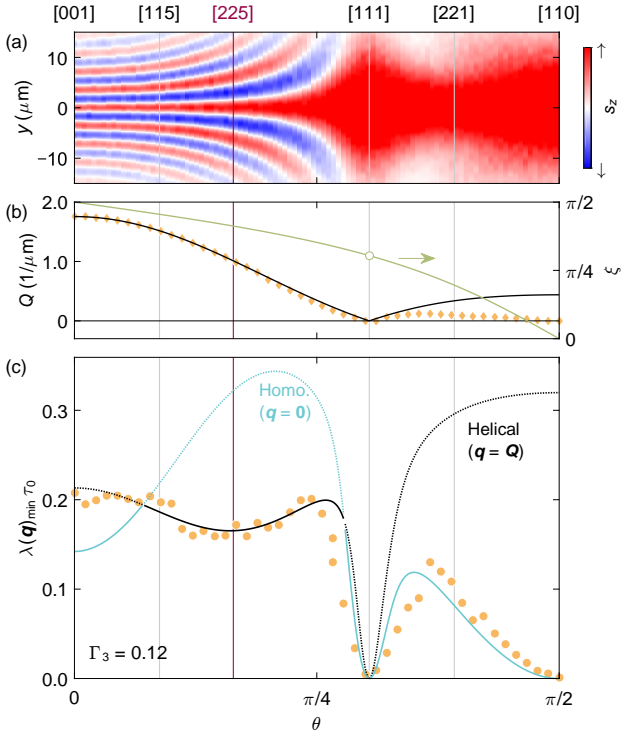 [001] [115] [225] [111] [221] [110]
(a)
10
0
−10
y (μm)
s_z
(b)
2.0
1.0
0
Q (1/μm)
π/2
π/4
0
ξ
(c)
0.3
0.2
0.1
0.0
λ(q)_min τ_0
Homo.
(q = 0)
Helical
(q = Q)
Γ_3 = 0.12
0 π/4 π/2
θ